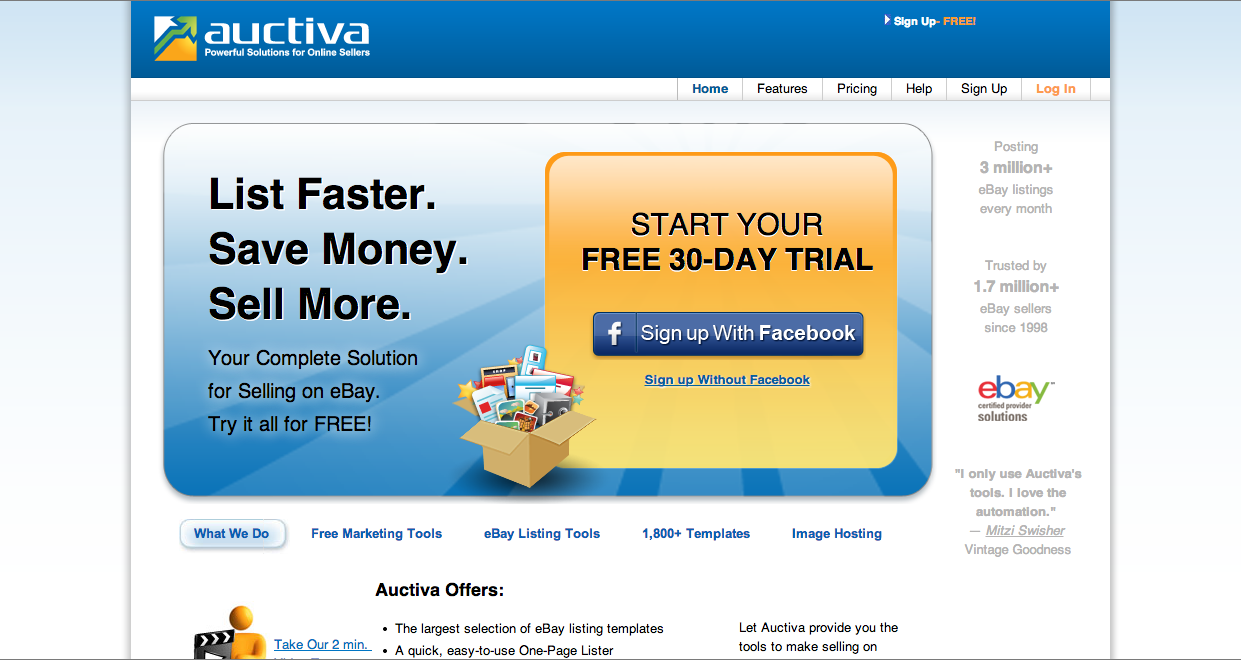 auctiva
Powerful Solutions for Online Sellers
Sign Up- FREE!
Home Features Pricing Help Sign Up Log In
List Faster.
Save Money.
Sell More.
Your Complete Solution
for Selling on eBay.
Try it all for FREE!
START YOUR
FREE 30-DAY TRIAL
f Sign up With Facebook
Sign up Without Facebook
Posting
3 million+
eBay listings
every month
Trusted by
1.7 million+
eBay sellers
since 1998
ebay™
certified provider
solutions
"I only use Auctiva's
tools. I love the
automation."
— Mitzi Swisher
Vintage Goodness
What We Do Free Marketing Tools eBay Listing Tools 1,800+ Templates Image Hosting
Auctiva Offers:
Take Our 2 min.
• The largest selection of eBay listing templates
• A quick, easy-to-use One-Page Lister
Let Auctiva provide you the
tools to make selling on